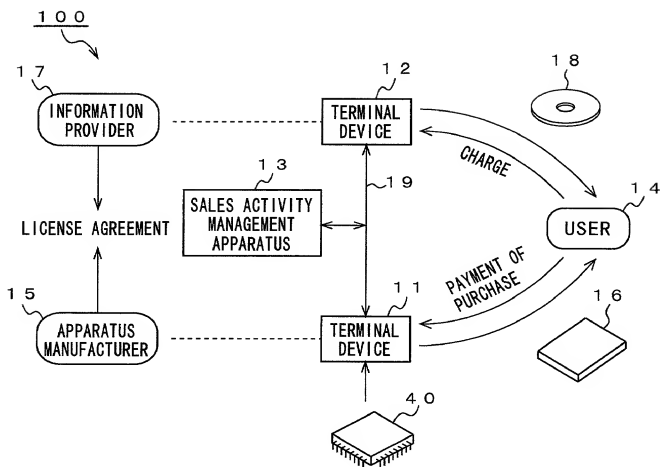 100
17
INFORMATION
PROVIDER
12
TERMINAL
DEVICE
18
CHARGE
13
SALES ACTIVITY
MANAGEMENT
APPARATUS
19
LICENSE AGREEMENT
14
USER
15
APPARATUS
MANUFACTURER
11
TERMINAL
DEVICE
PAYMENT OF
PURCHASE
16
40